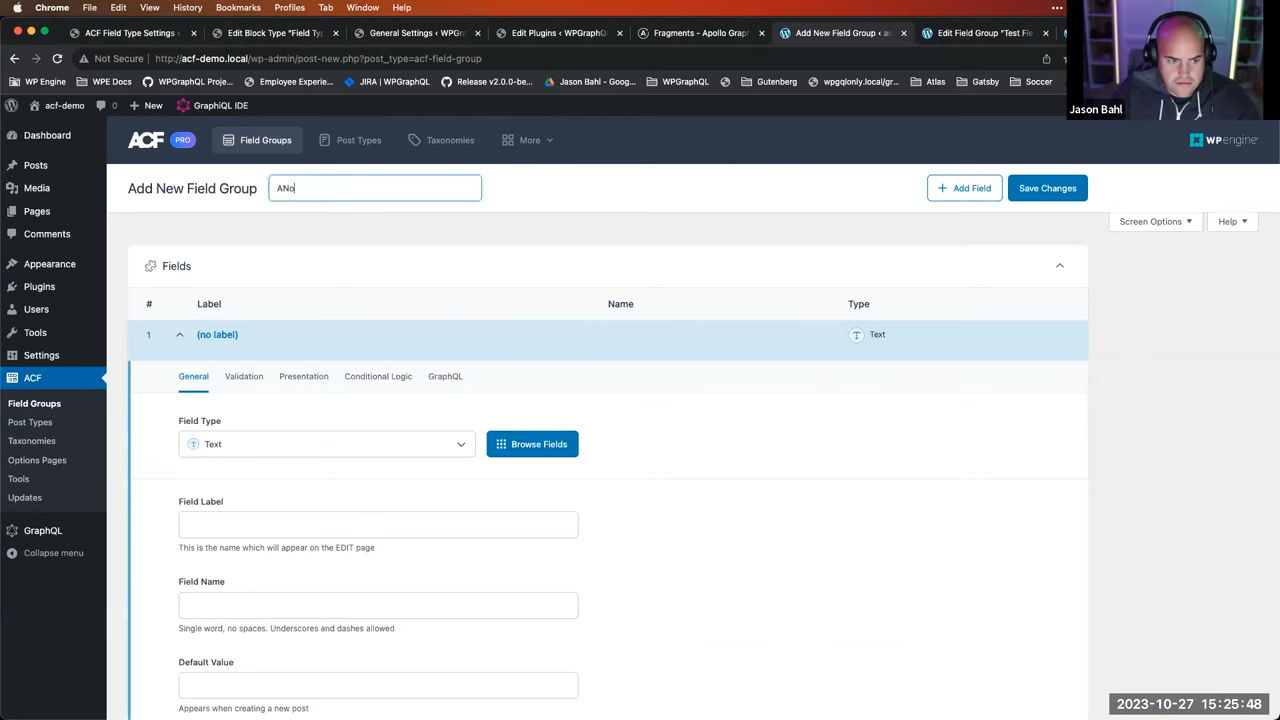 Chrome File Edit View History Bookmarks Profiles Tab Window Help
ACF Field Type Settings ‹ Edit Block Type "Field Ty General Settings ‹ WPGra Edit Plugins ‹ WPGraphQL Fragments - Apollo Grap Add New Field Group ‹ ac Edit Field Group "Test Fie
Not Secure http://acf-demo.local/wp-admin/post-new.php?post_type=acf-field-group
WP Engine WPE Docs WPGraphQL Proje... Employee Experien... JIRA | WPGraphQL Release v2.0.0-be... Jason Bahl - Goog... WPGraphQL Gutenberg wpgqlonly.local/gr... Atlas Gatsby Soccer
Jason Bahl
acf-demo 0 New GraphiQL IDE
Dashboard
Posts
Media
Pages
Comments
Appearance
Plugins
Users
Tools
Settings
ACF
Field Groups
Post Types
Taxonomies
Options Pages
Tools
Updates
GraphQL
Collapse menu
ACF PRO Field Groups Post Types Taxonomies More WPengine
Add New Field Group ANo + Add Field Save Changes
Screen Options Help
Fields
# Label Name Type
1 (no label) T Text
General Validation Presentation Conditional Logic GraphQL
Field Type
T Text Browse Fields
Field Label
This is the name which will appear on the EDIT page
Field Name
Single word, no spaces. Underscores and dashes allowed
Default Value
Appears when creating a new post
2023-10-27 15:25:48